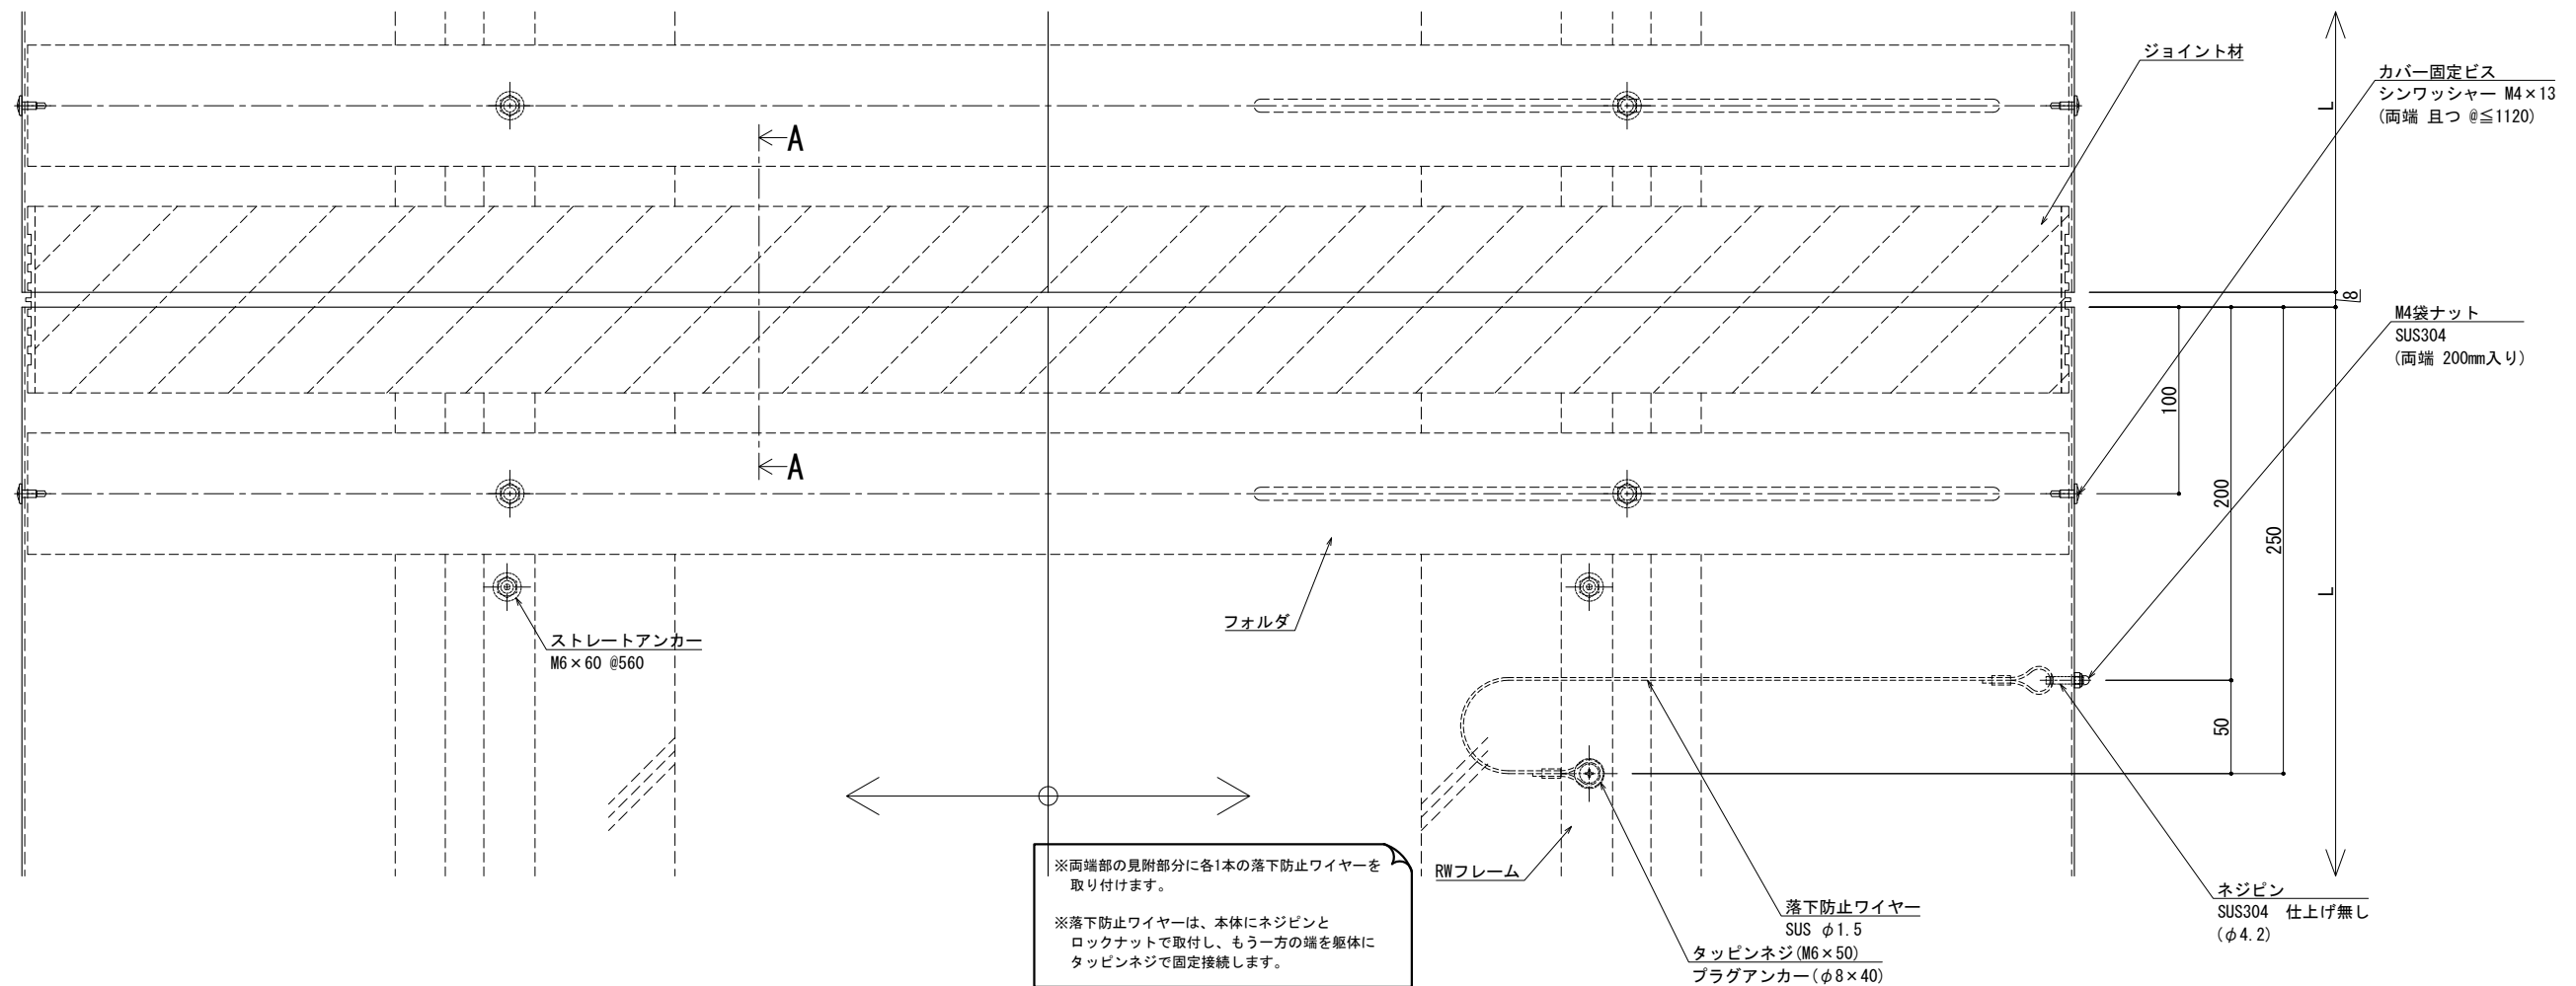 ジョイント材
カバー固定ビス
シンワッシャー M4×13
(両端 且つ @≦1120)
L
A
8
M4袋ナット
SUS304
(両端 200mm入り)
100
A
200
250
L
フォルダ
ストレートアンカー
M6×60 @560
50
※両端部の見附部分に各1本の落下防止ワイヤーを
取り付けます。
※落下防止ワイヤーは、本体にネジピンと
ロックナットで取付し、もう一方の端を躯体に
タッピンネジで固定接続します。
RWフレーム
落下防止ワイヤー
SUS φ1.5
タッピンネジ(M6×50)
プラグアンカー(φ8×40)
ネジピン
SUS304 仕上げ無し
(φ4.2)